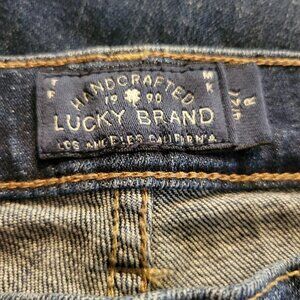 HANDCRAFTED
19 90
LUCKY BRAND
LOS ANGELES CALIFORNIA